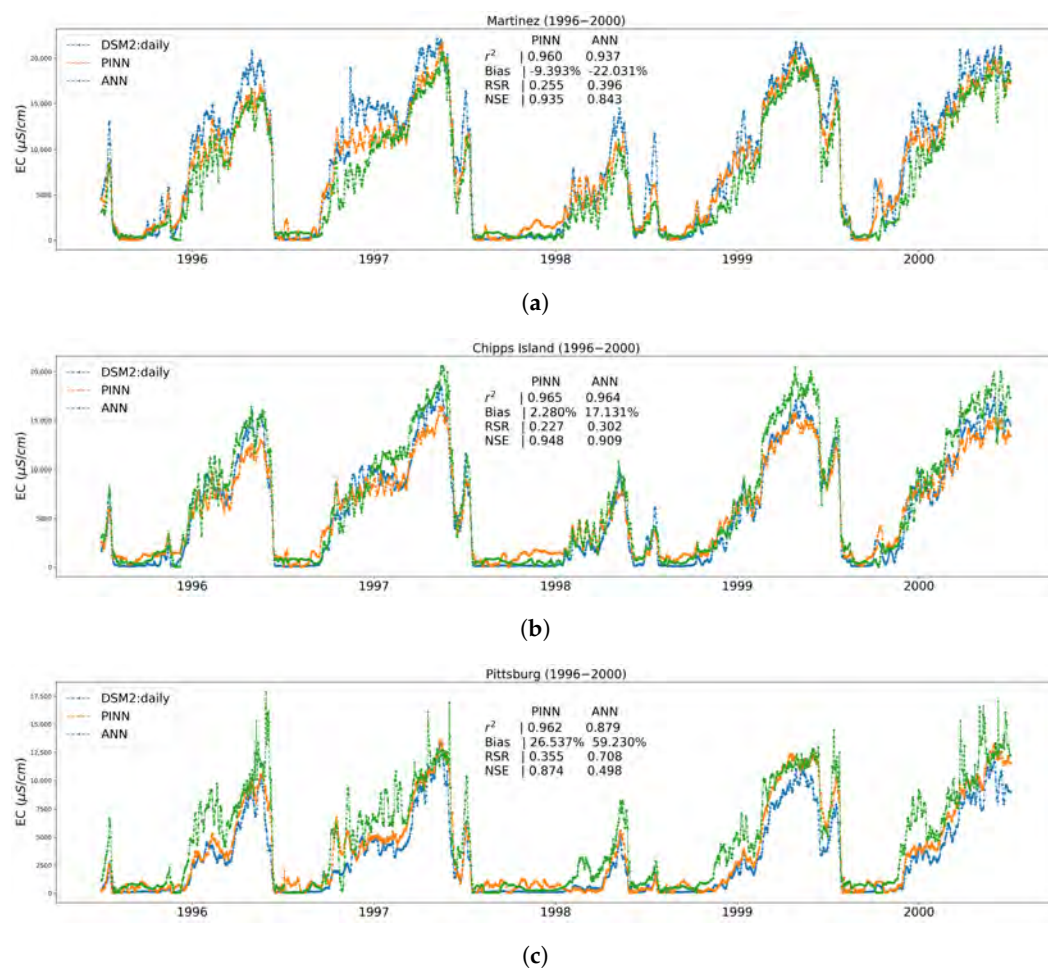 Martinez (1996−2000)
DSM2:daily
PINN
ANN
PINN ANN
r² | 0.960 0.937
Bias | -9.393% -22.031%
RSR | 0.255 0.396
NSE | 0.935 0.843
EC (μS/cm)
20,000
15,000
10,000
5000
0
1996 1997 1998 1999 2000
(a)
Chipps Island (1996−2000)
DSM2:daily
PINN
ANN
PINN ANN
r² | 0.965 0.964
Bias | 2.280% 17.131%
RSR | 0.227 0.302
NSE | 0.948 0.909
EC (μS/cm)
20,000
15,000
10,000
5000
0
1996 1997 1998 1999 2000
(b)
Pittsburg (1996−2000)
DSM2:daily
PINN
ANN
PINN ANN
r² | 0.962 0.879
Bias | 26.537% 59.230%
RSR | 0.355 0.708
NSE | 0.874 0.498
EC (μS/cm)
17,500
15,000
12,500
10,000
7500
5000
2500
0
1996 1997 1998 1999 2000
(c)